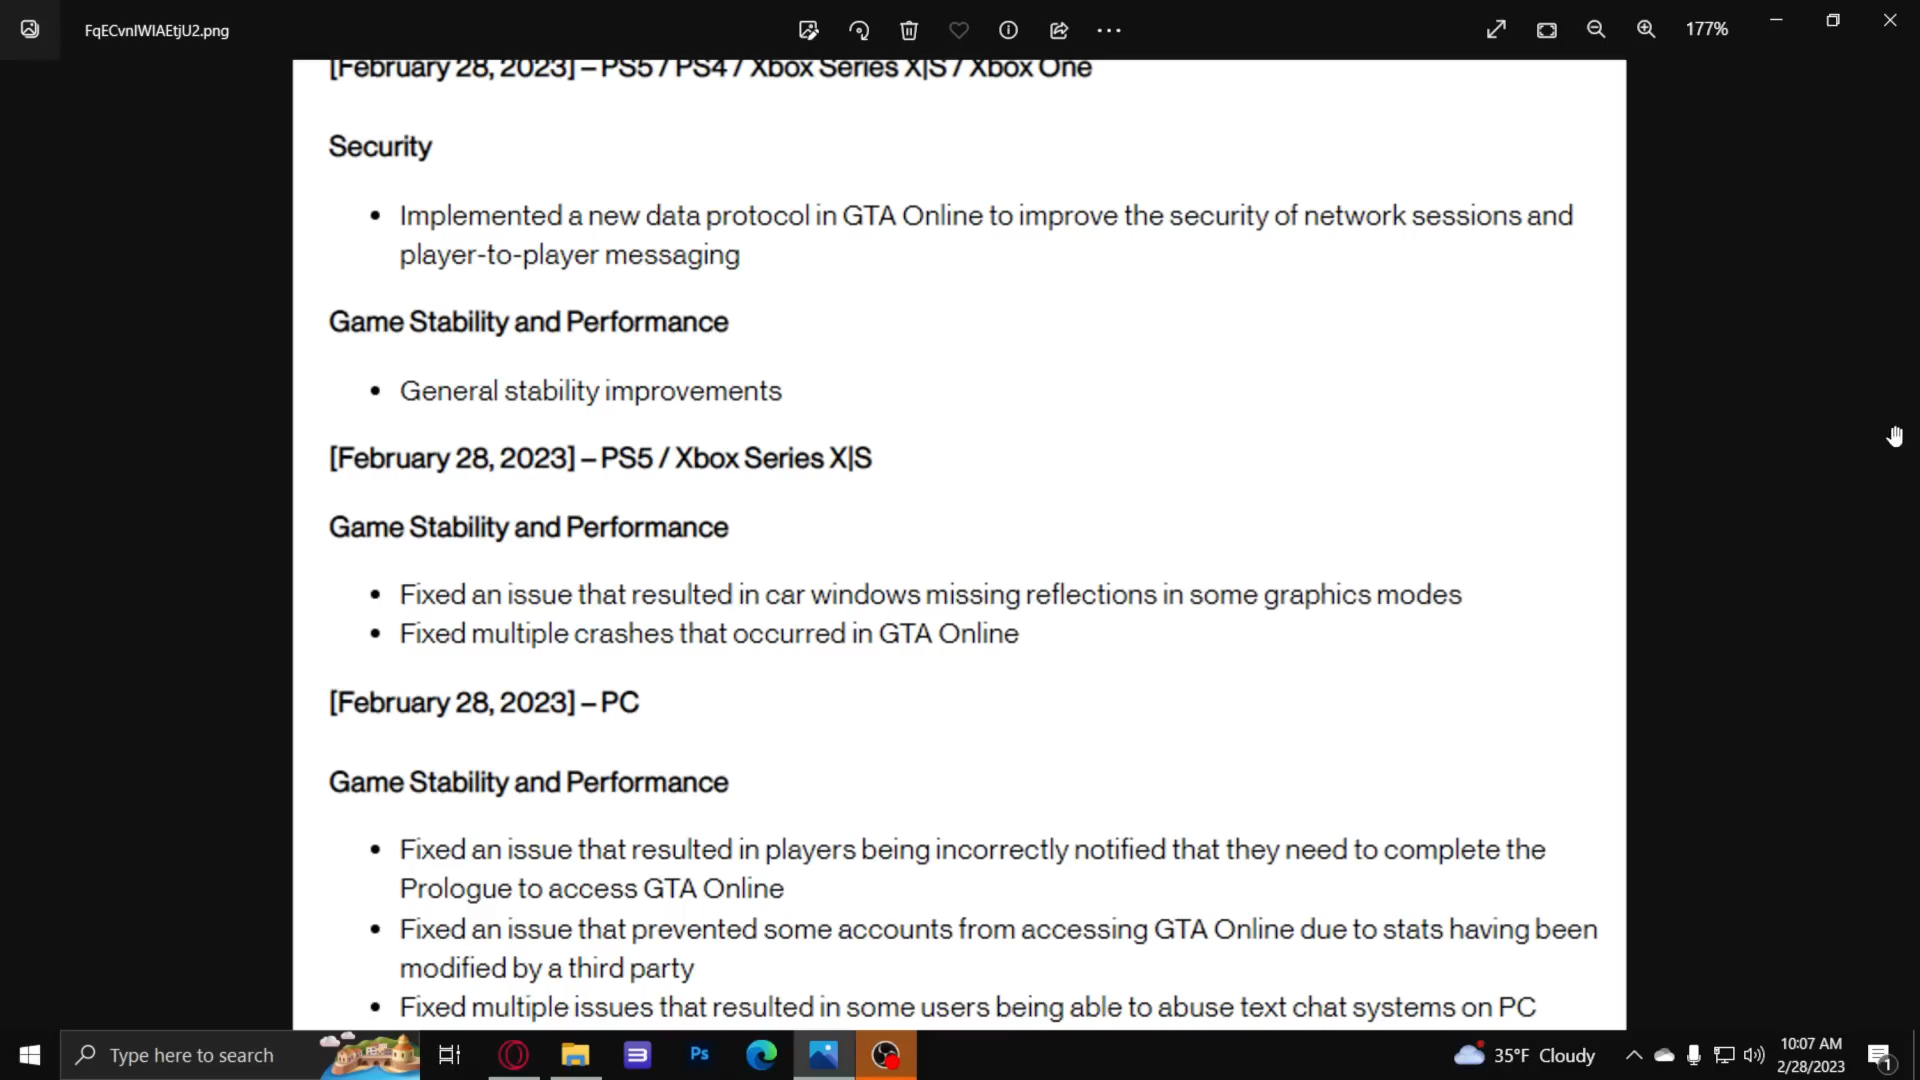 FqECvnIWIAEtjU2.png
177%
[February 28, 2023] – PS5 / PS4 / Xbox Series X|S / Xbox One
Security
• Implemented a new data protocol in GTA Online to improve the security of network sessions and
player-to-player messaging
Game Stability and Performance
• General stability improvements
[February 28, 2023] – PS5 / Xbox Series X|S
Game Stability and Performance
• Fixed an issue that resulted in car windows missing reflections in some graphics modes
• Fixed multiple crashes that occurred in GTA Online
[February 28, 2023] – PC
Game Stability and Performance
• Fixed an issue that resulted in players being incorrectly notified that they need to complete the
Prologue to access GTA Online
• Fixed an issue that prevented some accounts from accessing GTA Online due to stats having been
modified by a third party
• Fixed multiple issues that resulted in some users being able to abuse text chat systems on PC
Type here to search
Ps
35°F Cloudy
10:07 AM
2/28/2023
1